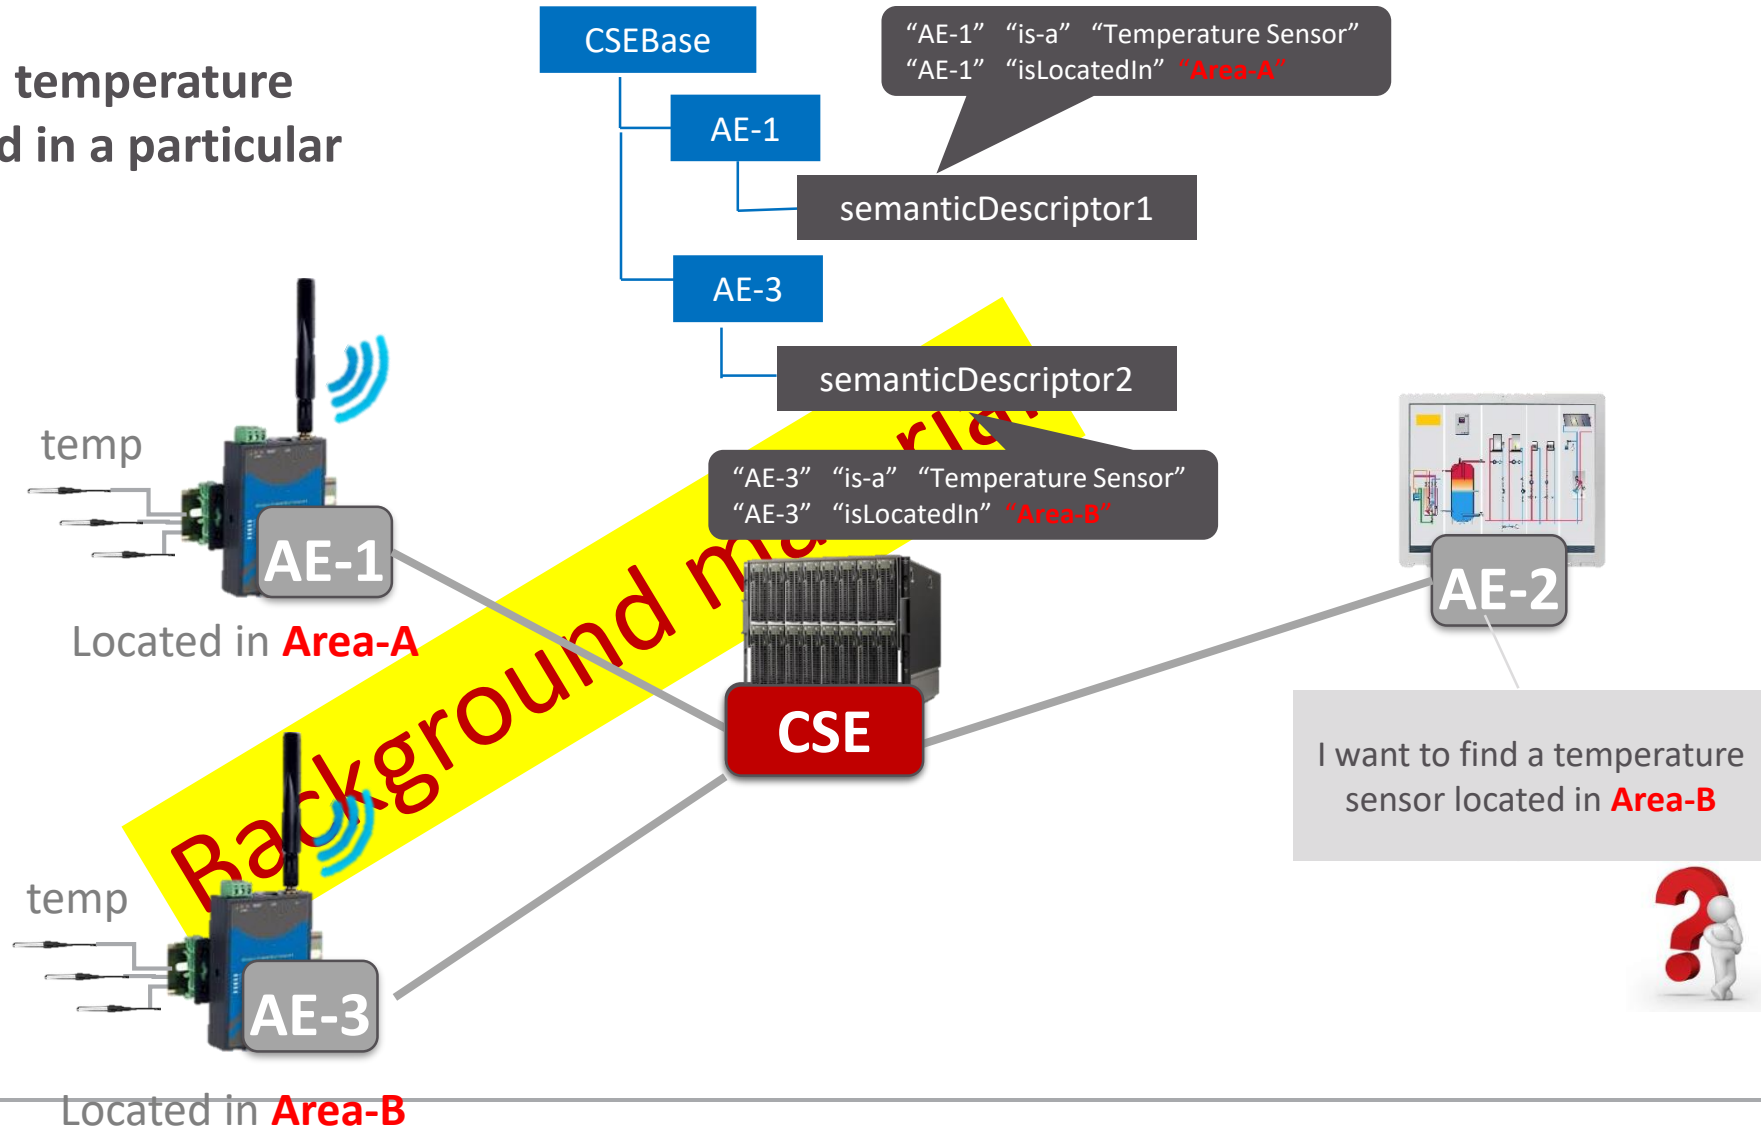 temperature
d in a particular
CSEBase
AE-1
semanticDescriptor1
AE-3
semanticDescriptor2
“AE-1” “is-a” “Temperature Sensor”
“AE-1” “isLocatedIn” “Area-A”
“AE-3” “is-a” “Temperature Sensor”
“AE-3” “isLocatedIn” “Area-B”
temp
AE-1
Located in Area-A
Background
CSE
AE-2
I want to find a temperature
sensor located in Area-B
temp
AE-3
Located in Area-B